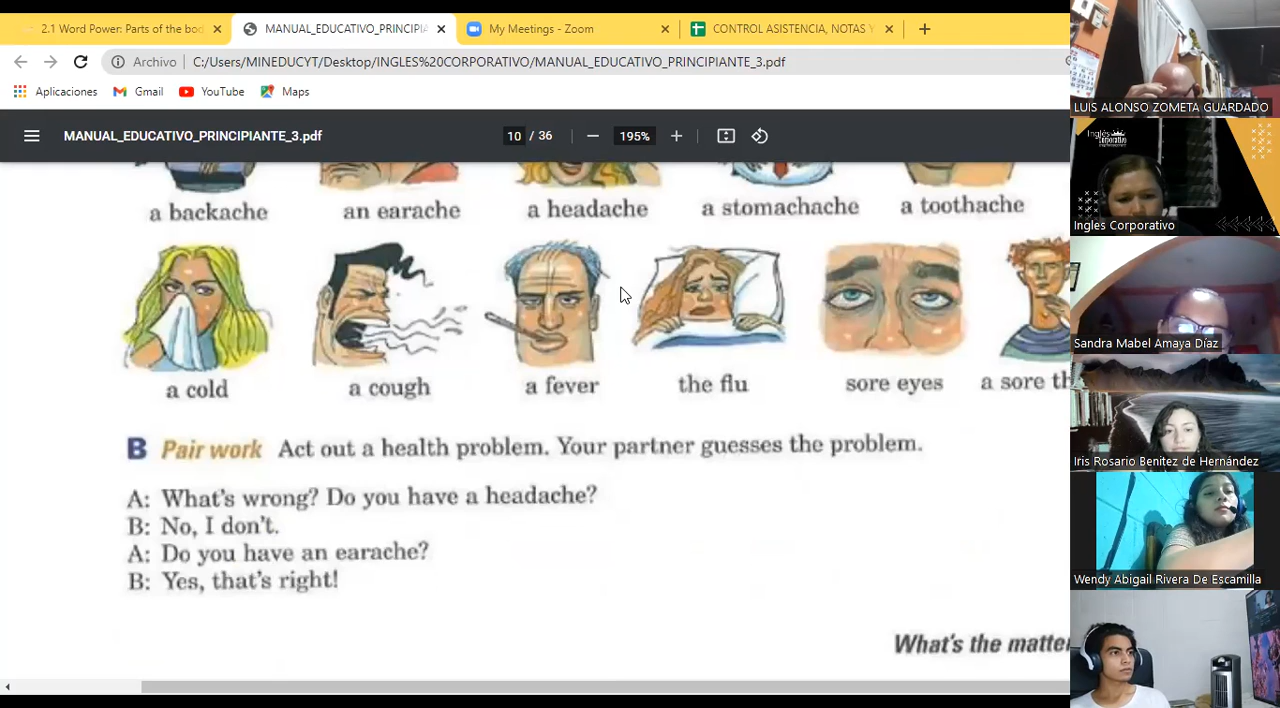 2.1 Word Power: Parts of the bod
MANUAL_EDUCATIVO_PRINCIPIA
My Meetings - Zoom
CONTROL ASISTENCIA, NOTAS Y
Archivo
C:/Users/MINEDUCYT/Desktop/INGLES%20CORPORATIVO/MANUAL_EDUCATIVO_PRINCIPIANTE_3.pdf
Aplicaciones
Gmail
YouTube
Maps
MANUAL_EDUCATIVO_PRINCIPIANTE_3.pdf
10 / 36
195%
a backache
an earache
a headache
a stomachache
a toothache
a cold
a cough
a fever
the flu
sore eyes
a sore th
B Pair work Act out a health problem. Your partner guesses the problem.
A: What's wrong? Do you have a headache?
B: No, I don't.
A: Do you have an earache?
B: Yes, that's right!
What's the matter
LUIS ALONSO ZOMETA GUARDADO
Inglés
Corporativo
Ingles Corporativo
Sandra Mabel Amaya Díaz
Iris Rosario Benitez de Hernández
Wendy Abigail Rivera De Escamilla